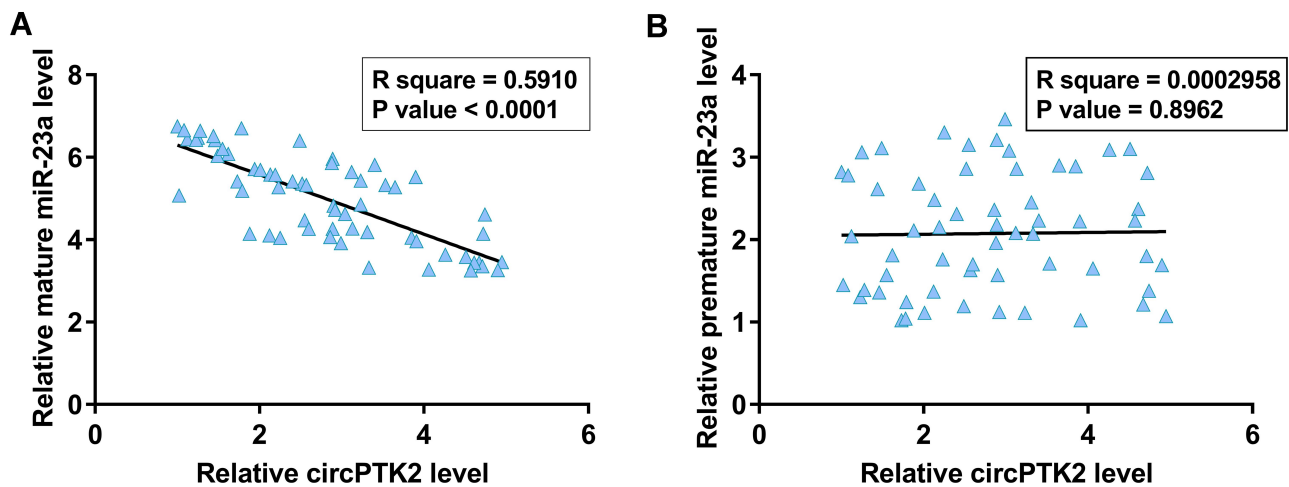 A
Relative mature miR-23a level
8
6
4
2
0
0
2
4
6
Relative circPTK2 level
R square = 0.5910
P value < 0.0001
B
Relative premature miR-23a level
4
3
2
1
0
0
2
4
6
Relative circPTK2 level
R square = 0.0002958
P value = 0.8962